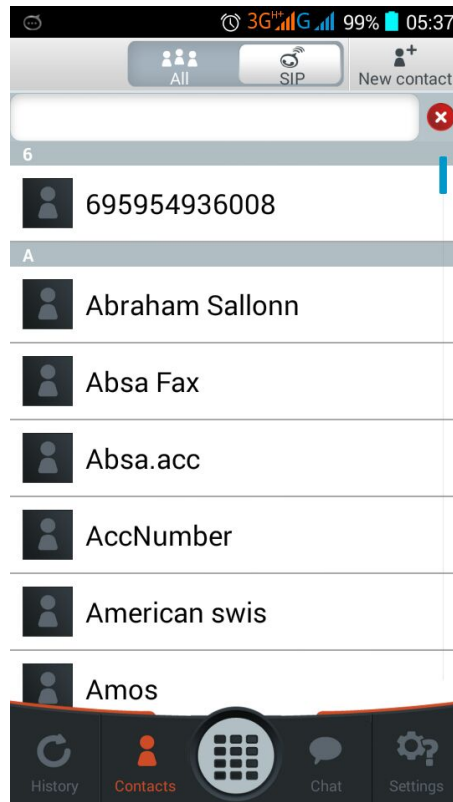 3G H+ G 99% 05:37
All SIP New contact
6
695954936008
A
Abraham Sallonn
Absa Fax
Absa.acc
AccNumber
American swis
Amos
History Contacts Chat Settings